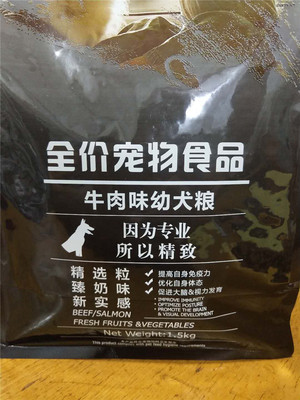 全价宠物食品
牛肉味幼犬粮
因为专业
所以精致
精选粒
臻奶味
新实感
✓提高自身免疫力
✓优化自身体态
✓促进大脑&视力发育
IMPROVE IMMUNITY
OPTIMIZE POSTURE
PROMOTE THE BRAIN
& VISUAL DEVELOPMENT
BEEF/SALMON
FRESH FRUITS &VEGETABLES
Net Weight:1.5kg